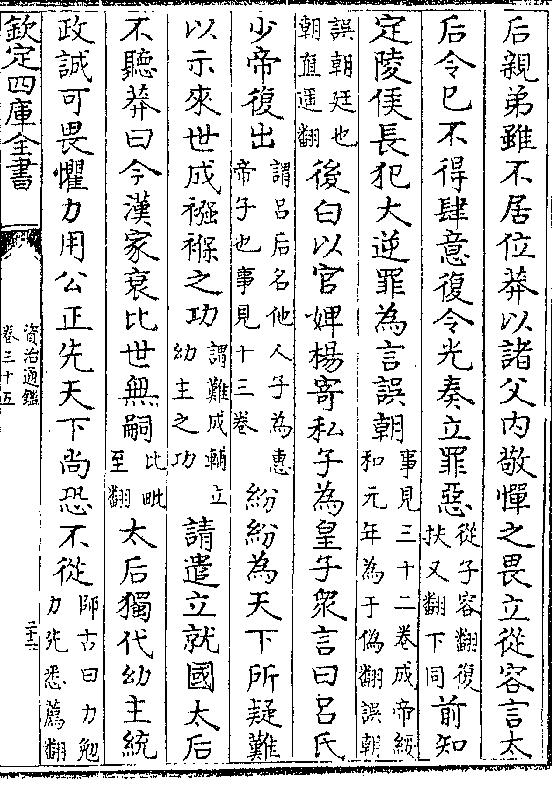 后親弟雖不居位莽以諸父内敬憚之畏立從容言太
后令已不得肆意復令光奏立罪惡從子容翻復扶又翻下同前知
定陵侯長犯大逆罪為言誤朝事見三十二卷成帝綏和元年為于偽翻誤朝
誤朝廷也朝直遥翻後白以官婢楊寄私子為皇子衆言曰吕氏
少帝復出謂吕后名他人子為惠帝子也事見十三卷紛紛為天下所疑難
以示來世成襁褓之功謂難成輔立幼主之功請遣立就國太后
不聽莽曰今漢家衰比世無嗣比毗至翻太后獨代幼主統
政誠可畏懼力用公正先天下尚恐不從師古曰力勉力先悉薦翻
欽定四庫全書
資治通鑑
卷三十五